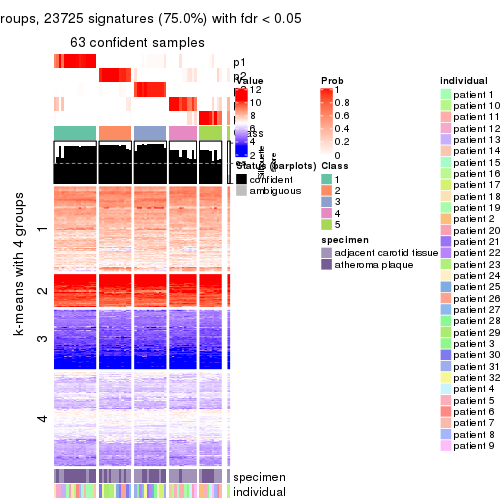 roups, 23725 signatures (75.0%) with fdr < 0.05
63 confident samples
p1
p2
Value
12
10
8
6
4
2
Prob
1
0.8
0.6
0.4
0.2
0
Status (barplots)
confident
ambiguous
Class
1
2
3
4
5
specimen
adjacent carotid tissue
atheroma plaque
individual
patient 1
patient 10
patient 11
patient 12
patient 13
patient 14
patient 15
patient 16
patient 17
patient 18
patient 19
patient 2
patient 20
patient 21
patient 22
patient 23
patient 24
patient 25
patient 26
patient 27
patient 28
patient 29
patient 3
patient 30
patient 31
patient 32
patient 4
patient 5
patient 6
patient 7
patient 8
patient 9
k-means with 4 groups
1
2
3
4
specimen
individual